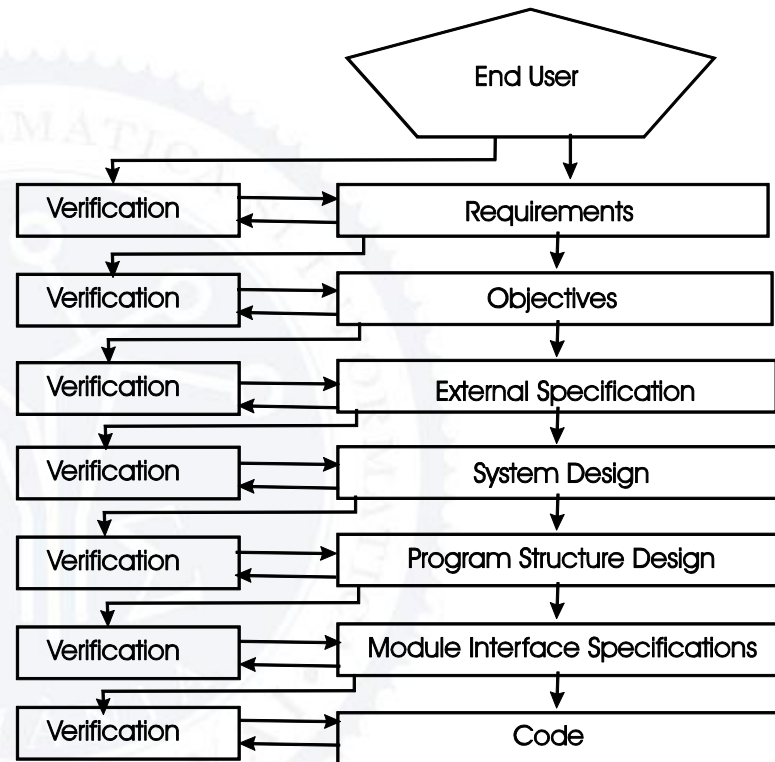 End User
Verification
Requirements
Verification
Objectives
Verification
External Specification
Verification
System Design
Verification
Program Structure Design
Verification
Module Interface Specifications
Verification
Code